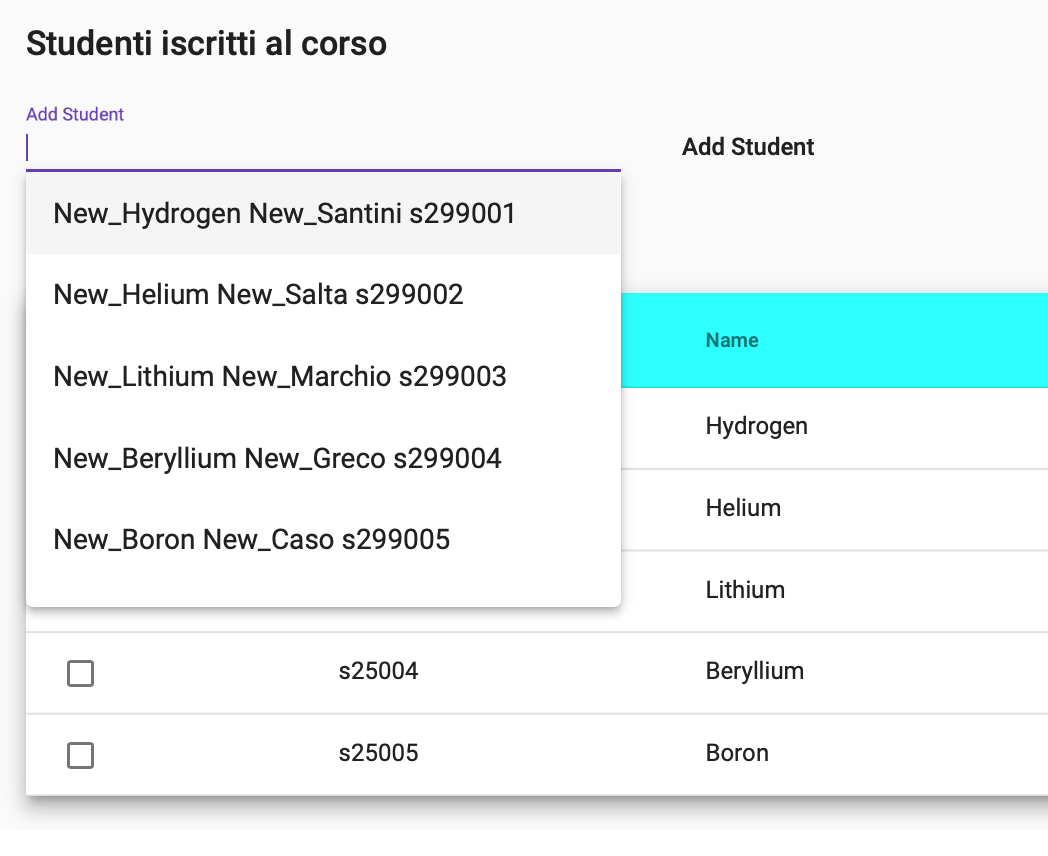 Studenti iscritti al corso
Add Student
Add Student
New_Hydrogen New_Santini s299001
New_Helium New_Salta s299002
New_Lithium New_Marchio s299003
New_Beryllium New_Greco s299004
New_Boron New_Caso s299005
Name
Hydrogen
Helium
Lithium
s25004 Beryllium
s25005 Boron